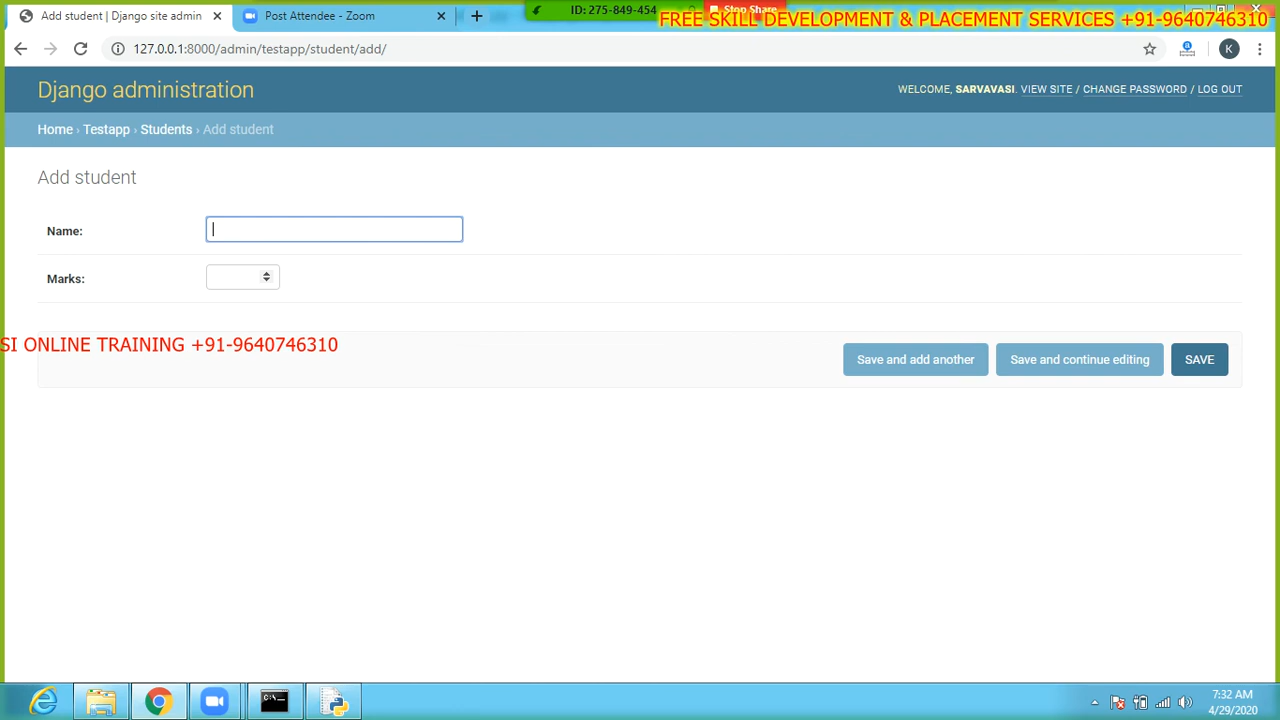 Add student | Django site admin
Post Attendee - Zoom
ID: 275-849-454
Stop Share
FREE SKILL DEVELOPMENT & PLACEMENT SERVICES +91-9640746310
127.0.0.1:8000/admin/testapp/student/add/
K
Django administration
WELCOME, SARVAVASI. VIEW SITE / CHANGE PASSWORD / LOG OUT
Home › Testapp › Students › Add student
Add student
Name:
Marks:
SI ONLINE TRAINING +91-9640746310
Save and add another
Save and continue editing
SAVE
7:32 AM
4/29/2020